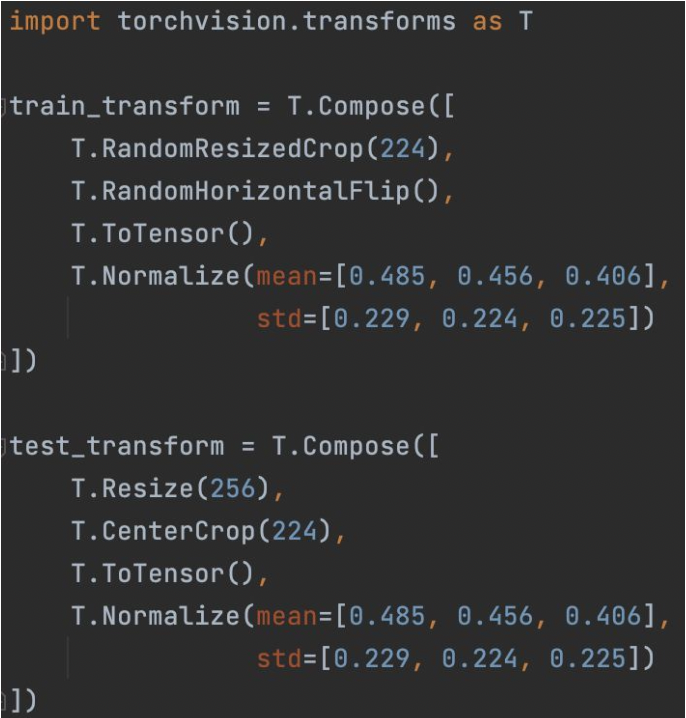 import torchvision.transforms as T
train_transform = T.Compose([
    T.RandomResizedCrop(224),
    T.RandomHorizontalFlip(),
    T.ToTensor(),
    T.Normalize(mean=[0.485, 0.456, 0.406],
                std=[0.229, 0.224, 0.225])
])
test_transform = T.Compose([
    T.Resize(256),
    T.CenterCrop(224),
    T.ToTensor(),
    T.Normalize(mean=[0.485, 0.456, 0.406],
                std=[0.229, 0.224, 0.225])
])